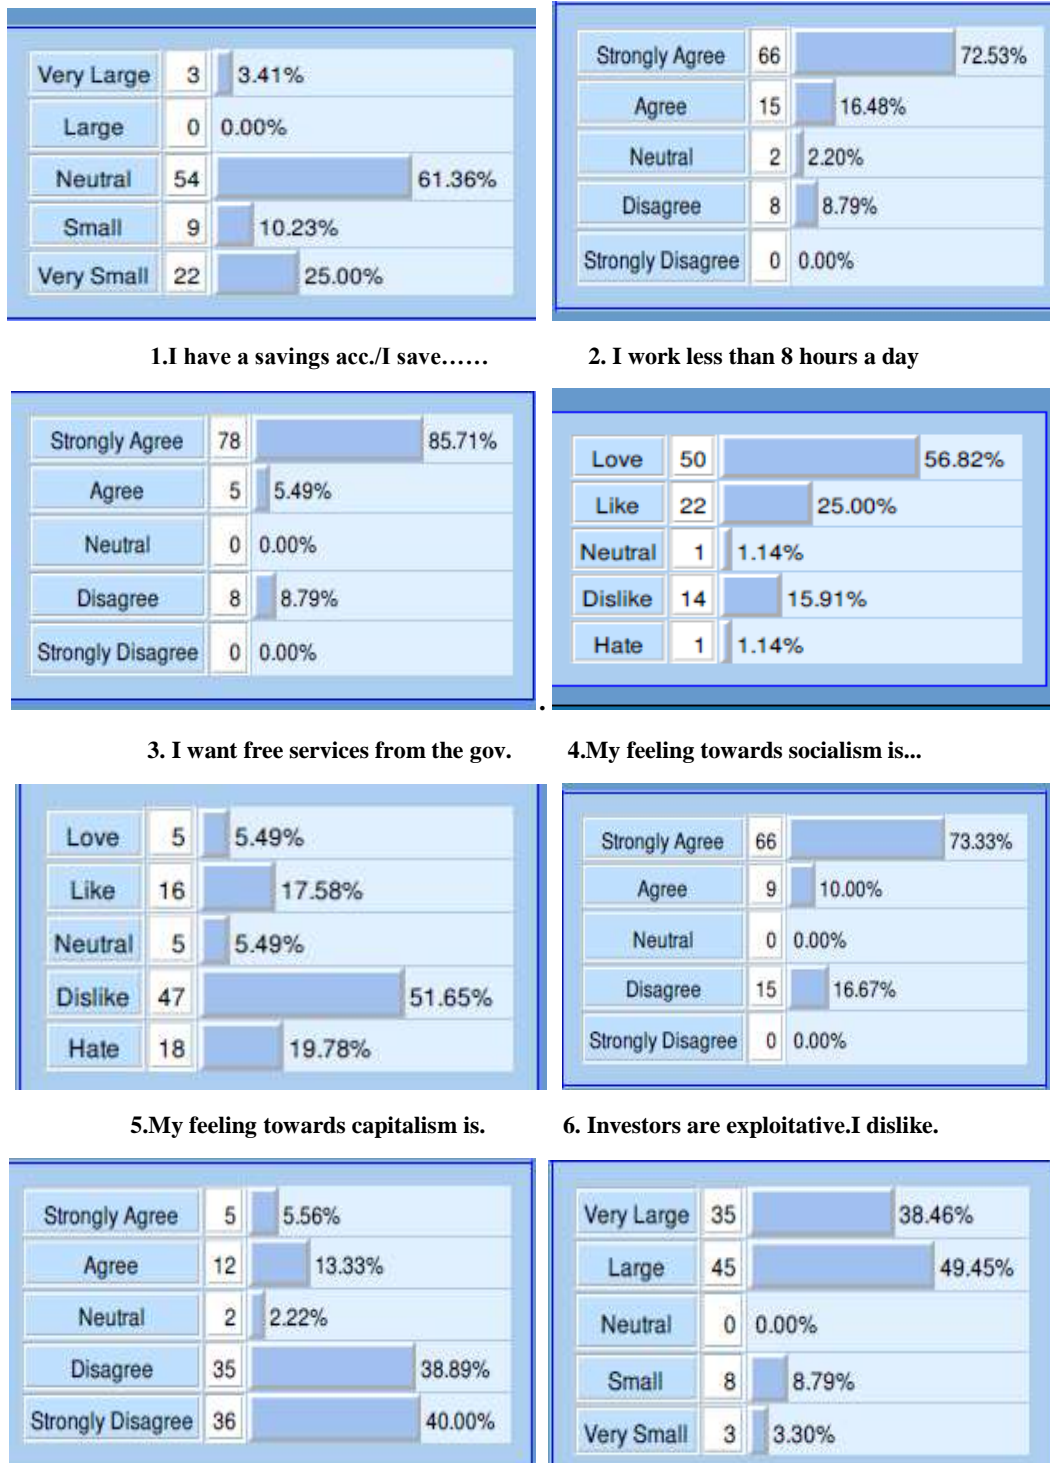 Very Large 3 3.41%
Large 0 0.00%
Neutral 54 61.36%
Small 9 10.23%
Very Small 22 25.00%
Strongly Agree 66 72.53%
Agree 15 16.48%
Neutral 2 2.20%
Disagree 8 8.79%
Strongly Disagree 0 0.00%
1.I have a savings acc./I save……
2. I work less than 8 hours a day
Strongly Agree 78 85.71%
Agree 5 5.49%
Neutral 0 0.00%
Disagree 8 8.79%
Strongly Disagree 0 0.00%
.
Love 50 56.82%
Like 22 25.00%
Neutral 1 1.14%
Dislike 14 15.91%
Hate 1 1.14%
3. I want free services from the gov.
4.My feeling towards socialism is...
Love 5 5.49%
Like 16 17.58%
Neutral 5 5.49%
Dislike 47 51.65%
Hate 18 19.78%
Strongly Agree 66 73.33%
Agree 9 10.00%
Neutral 0 0.00%
Disagree 15 16.67%
Strongly Disagree 0 0.00%
5.My feeling towards capitalism is.
6. Investors are exploitative.I dislike.
Strongly Agree 5 5.56%
Agree 12 13.33%
Neutral 2 2.22%
Disagree 35 38.89%
Strongly Disagree 36 40.00%
Very Large 35 38.46%
Large 45 49.45%
Neutral 0 0.00%
Small 8 8.79%
Very Small 3 3.30%